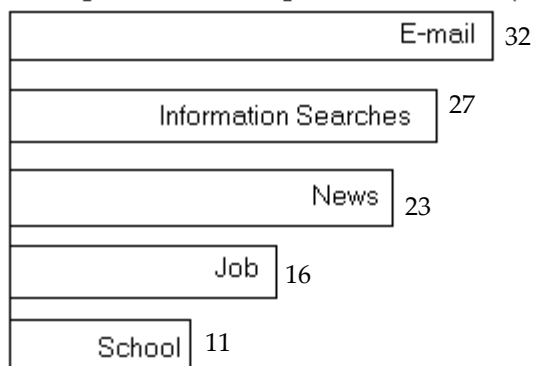 E-mail 32
Information Searches 27
News 23
Job 16
School 11